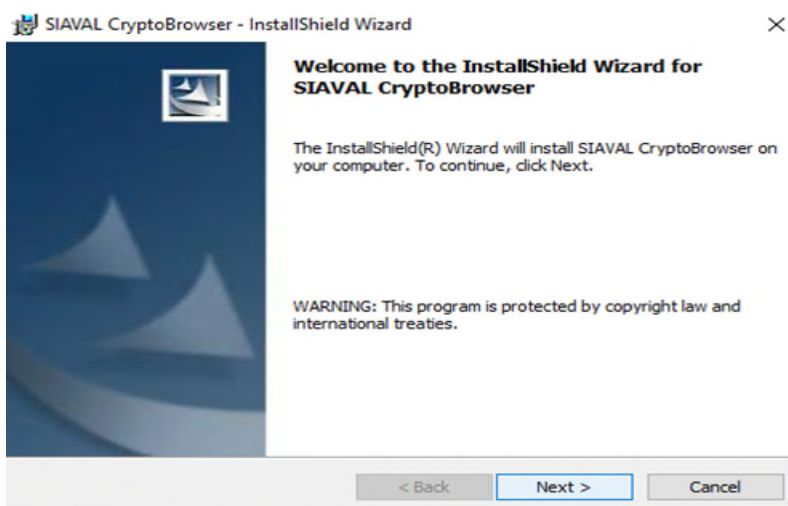 SIAVAL CryptoBrowser - InstallShield Wizard
Welcome to the InstallShield Wizard for
SIAVAL CryptoBrowser
The InstallShield(R) Wizard will install SIAVAL CryptoBrowser on
your computer. To continue, click Next.
WARNING: This program is protected by copyright law and
international treaties.
< Back Next > Cancel